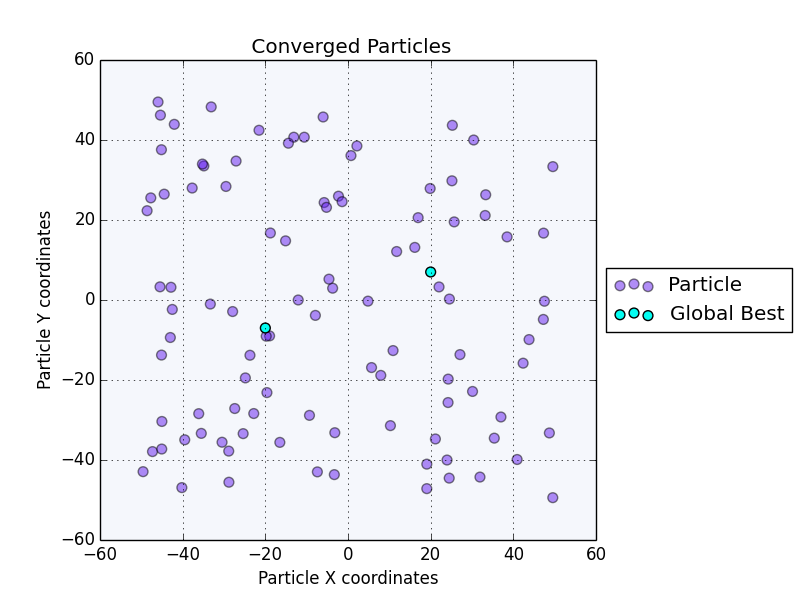 Converged Particles
60
40
20
0
−20
−40
−60
−60 −40 −20 0 20 40 60
Particle X coordinates
Particle Y coordinates
Particle
Global Best